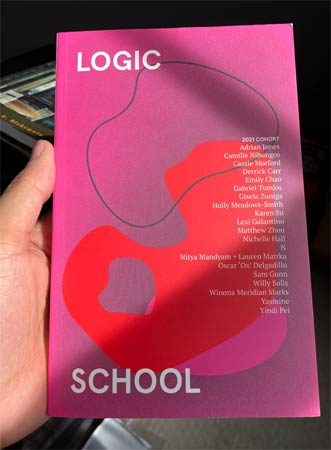 LOGIC
2021 COHORT
Adrian Jones
Camille Nibungco
Cassie Morford
Derrick Carr
Emily Chao
Gabriel Tumlos
Gisela Zuniga
Holly Meadows-Smith
Karen Su
Lexi Galantino
Matthew Zhou
Nichelle Hall
N
Nitya Mandyam + Lauren Matrka
Óscar 'Ox' Delgadillo
Sam Gunn
Willy Solis
Winona Meridian Marks
Yasmine
Yindi Pei
SCHOOL